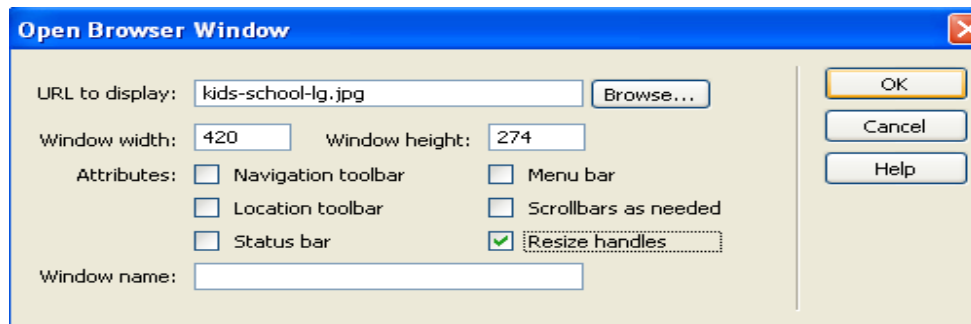 Open Browser Window
URL to display: kids-school-lg.jpg Browse... OK
Window width: 420 Window height: 274 Cancel
Attributes: Navigation toolbar Menu bar Help
Location toolbar Scrollbars as needed
Status bar Resize handles
Window name: